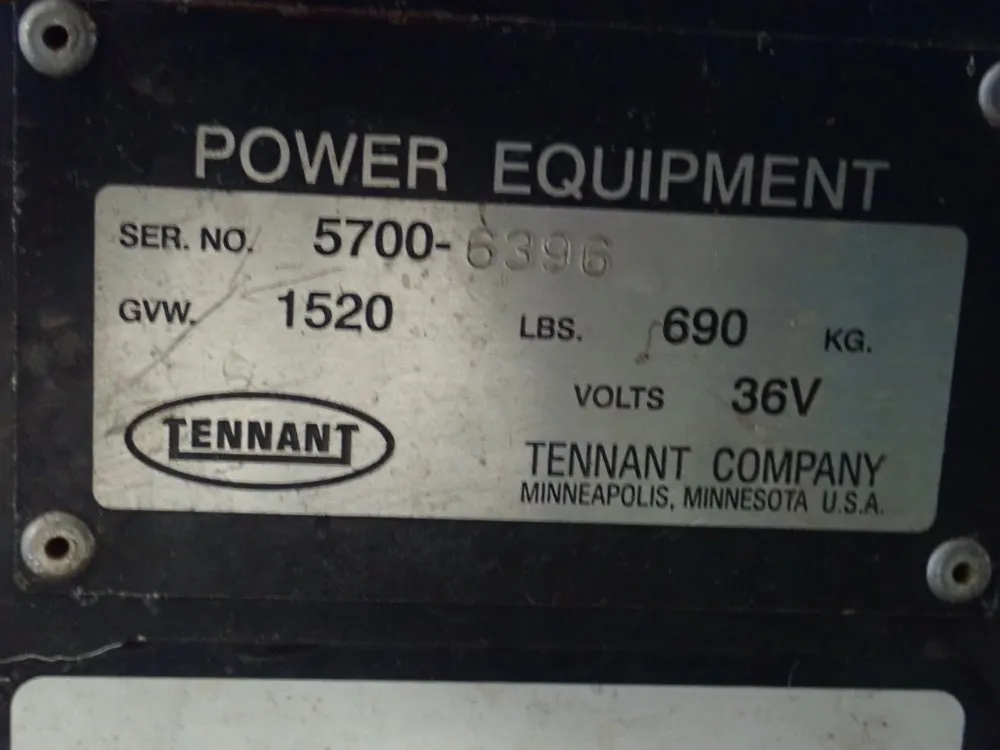 POWER EQUIPMENT
SER. NO. 5700-6396
GVW. 1520 LBS. 690 KG.
VOLTS 36V
TENNANT
TENNANT COMPANY
MINNEAPOLIS, MINNESOTA U.S.A.